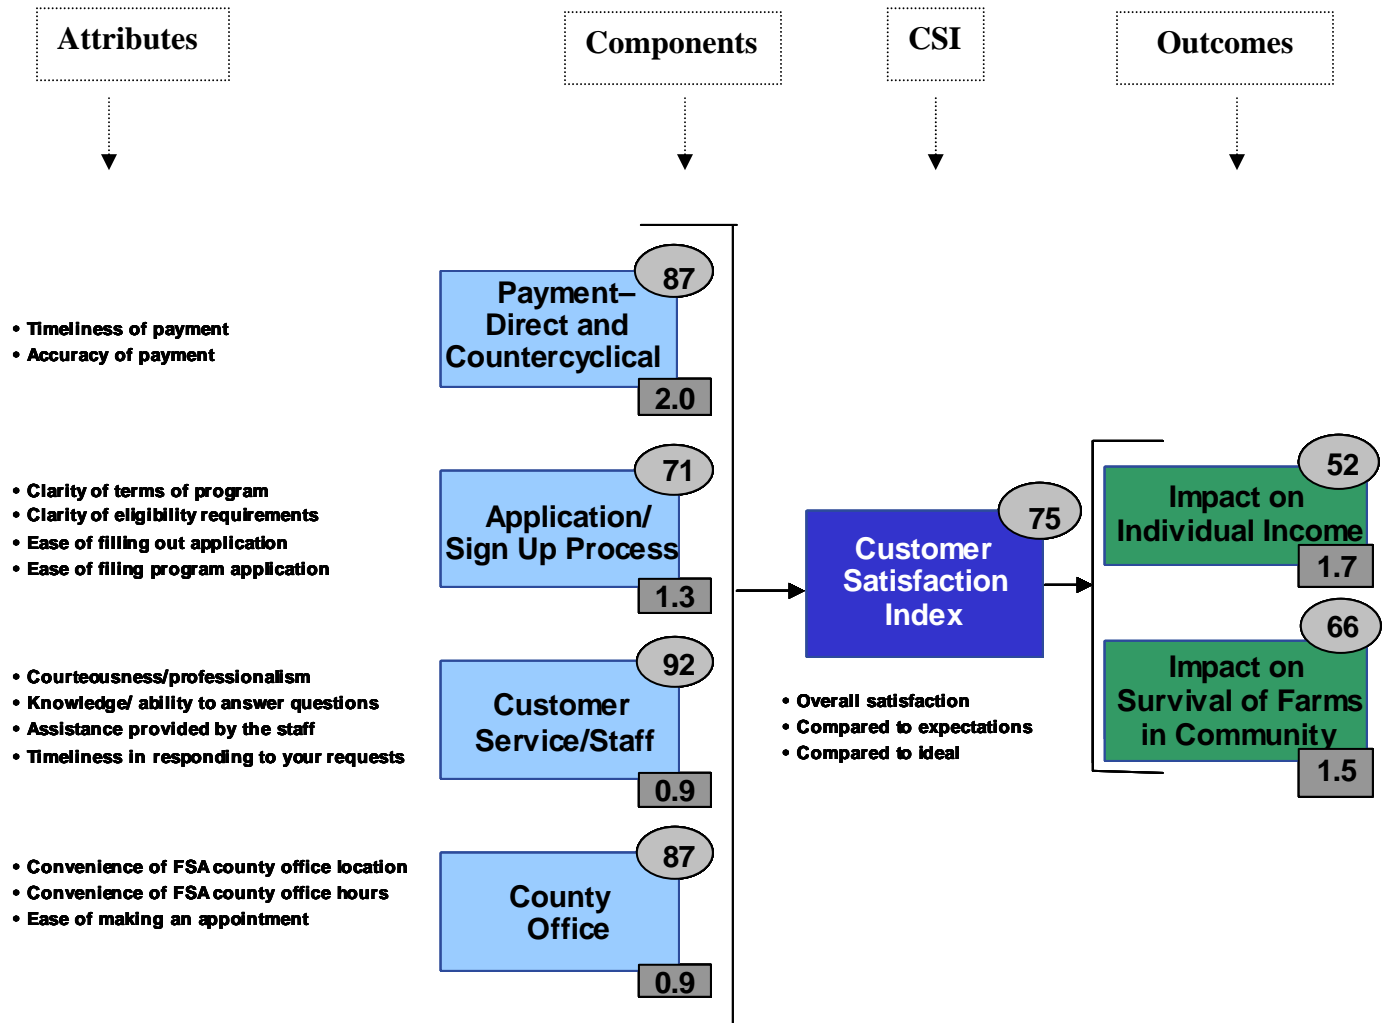 Attributes
Components
CSI
Outcomes
• Timeliness of payment
• Accuracy of payment
87
Payment–
Direct and
Countercyclical
2.0
• Clarity of terms of program
• Clarity of eligibility requirements
• Ease of filling out application
• Ease of filing program application
71
Application/
Sign Up Process
1.3
• Courteousness/professionalism
• Knowledge/ ability to answer questions
• Assistance provided by the staff
• Timeliness in responding to your requests
92
Customer
Service/Staff
0.9
• Convenience of FSA county office location
• Convenience of FSA county office hours
• Ease of making an appointment
87
County
Office
0.9
75
Customer
Satisfaction
Index
• Overall satisfaction
• Compared to expectations
• Compared to ideal
52
Impact on
Individual Income
1.7
66
Impact on
Survival of Farms
in Community
1.5